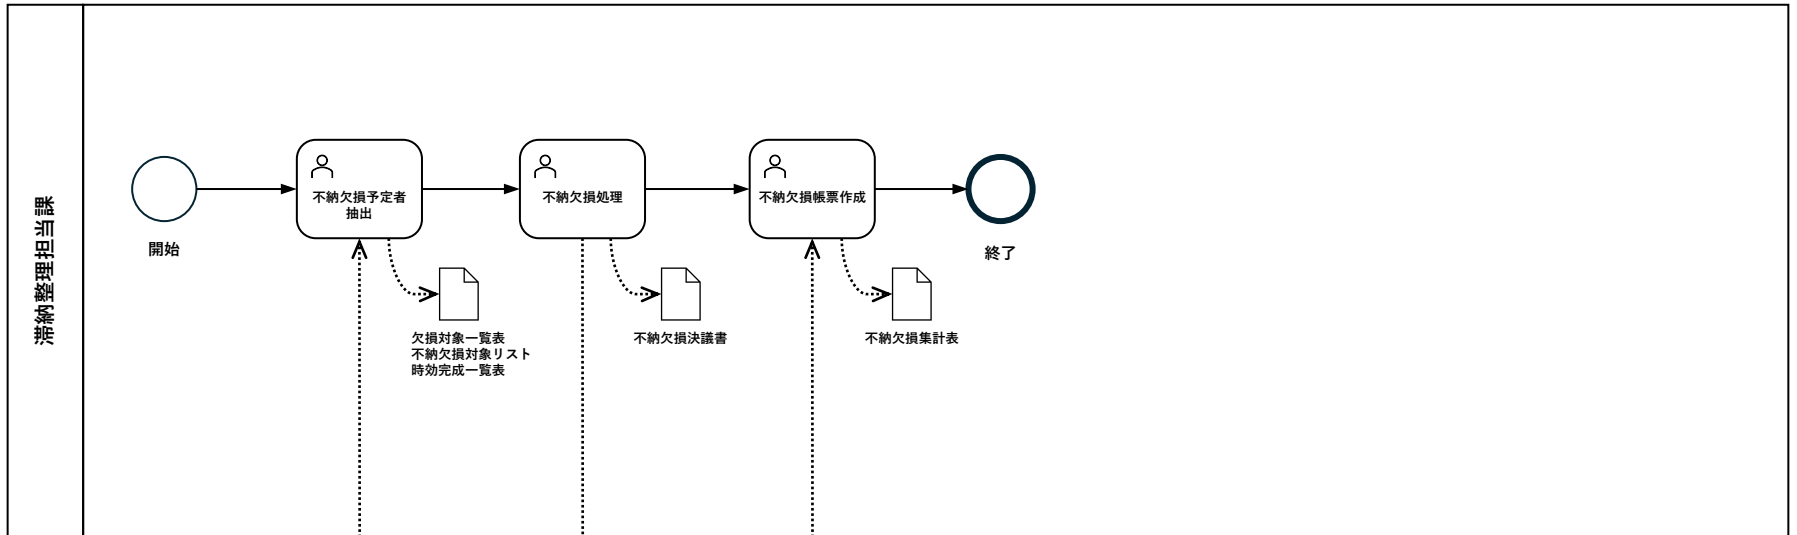 滞納整理担当課
開始
不納欠損予定者
抽出
不納欠損処理
不納欠損帳票作成
終了
欠損対象一覧表
不納欠損対象リスト
時効完成一覧表
不納欠損決議書
不納欠損集計表